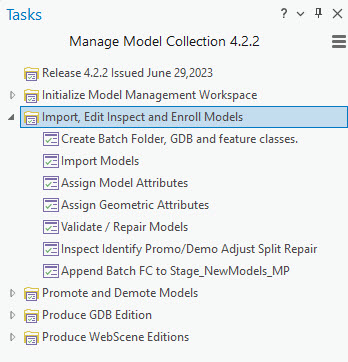 Tasks
Manage Model Collection 4.2.2
Release 4.2.2 Issued June 29,2023
Initialize Model Management Workspace
Import, Edit Inspect and Enroll Models
Create Batch Folder, GDB and feature classes.
Import Models
Assign Model Attributes
Assign Geometric Attributes
Validate / Repair Models
Inspect Identify Promo/Demo Adjust Split Repair
Append Batch FC to Stage_NewModels_MP
Promote and Demote Models
Produce GDB Edition
Produce WebScene Editions